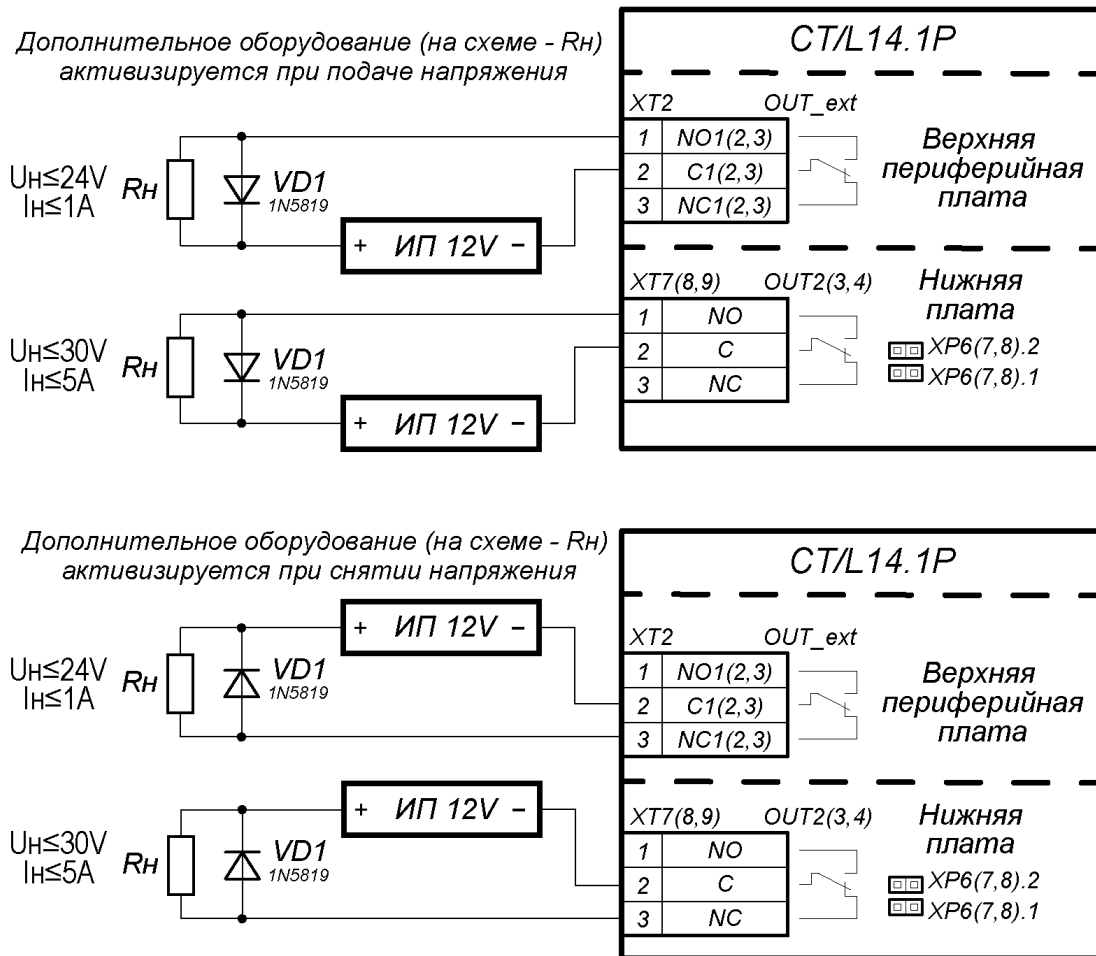 Дополнительное оборудование (на схеме - Rн)
активизируется при подаче напряжения
CT/L14.1P
XT2 OUT_ext
1 NO1(2,3)
2 C1(2,3)
3 NC1(2,3)
Верхняя
периферийная
плата
Uн≤24V
Iн≤1A
Rн
VD1
1N5819
+ ИП 12V −
XT7(8,9) OUT2(3,4)
1 NO
2 C
3 NC
Нижняя
плата
XP6(7,8).2
XP6(7,8).1
Uн≤30V
Iн≤5A
Rн
VD1
1N5819
+ ИП 12V −
Дополнительное оборудование (на схеме - Rн)
активизируется при снятии напряжения
CT/L14.1P
+ ИП 12V −
XT2 OUT_ext
1 NO1(2,3)
2 C1(2,3)
3 NC1(2,3)
Верхняя
периферийная
плата
Uн≤24V
Iн≤1A
Rн
VD1
1N5819
+ ИП 12V −
XT7(8,9) OUT2(3,4)
1 NO
2 C
3 NC
Нижняя
плата
XP6(7,8).2
XP6(7,8).1
Uн≤30V
Iн≤5A
Rн
VD1
1N5819